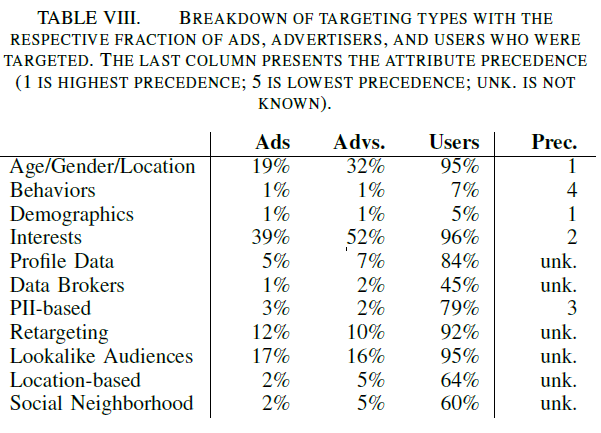 TABLE VIII. BREAKDOWN OF TARGETING TYPES WITH THE
RESPECTIVE FRACTION OF ADS, ADVERTISERS, AND USERS WHO WERE
TARGETED. THE LAST COLUMN PRESENTS THE ATTRIBUTE PRECEDENCE
(1 IS HIGHEST PRECEDENCE; 5 IS LOWEST PRECEDENCE; UNK. IS NOT
KNOWN).
Ads Advs. Users Prec.
Age/Gender/Location 19% 32% 95% 1
Behaviors 1% 1% 7% 4
Demographics 1% 1% 5% 1
Interests 39% 52% 96% 2
Profile Data 5% 7% 84% unk.
Data Brokers 1% 2% 45% unk.
PII-based 3% 2% 79% 3
Retargeting 12% 10% 92% unk.
Lookalike Audiences 17% 16% 95% unk.
Location-based 2% 5% 64% unk.
Social Neighborhood 2% 5% 60% unk.